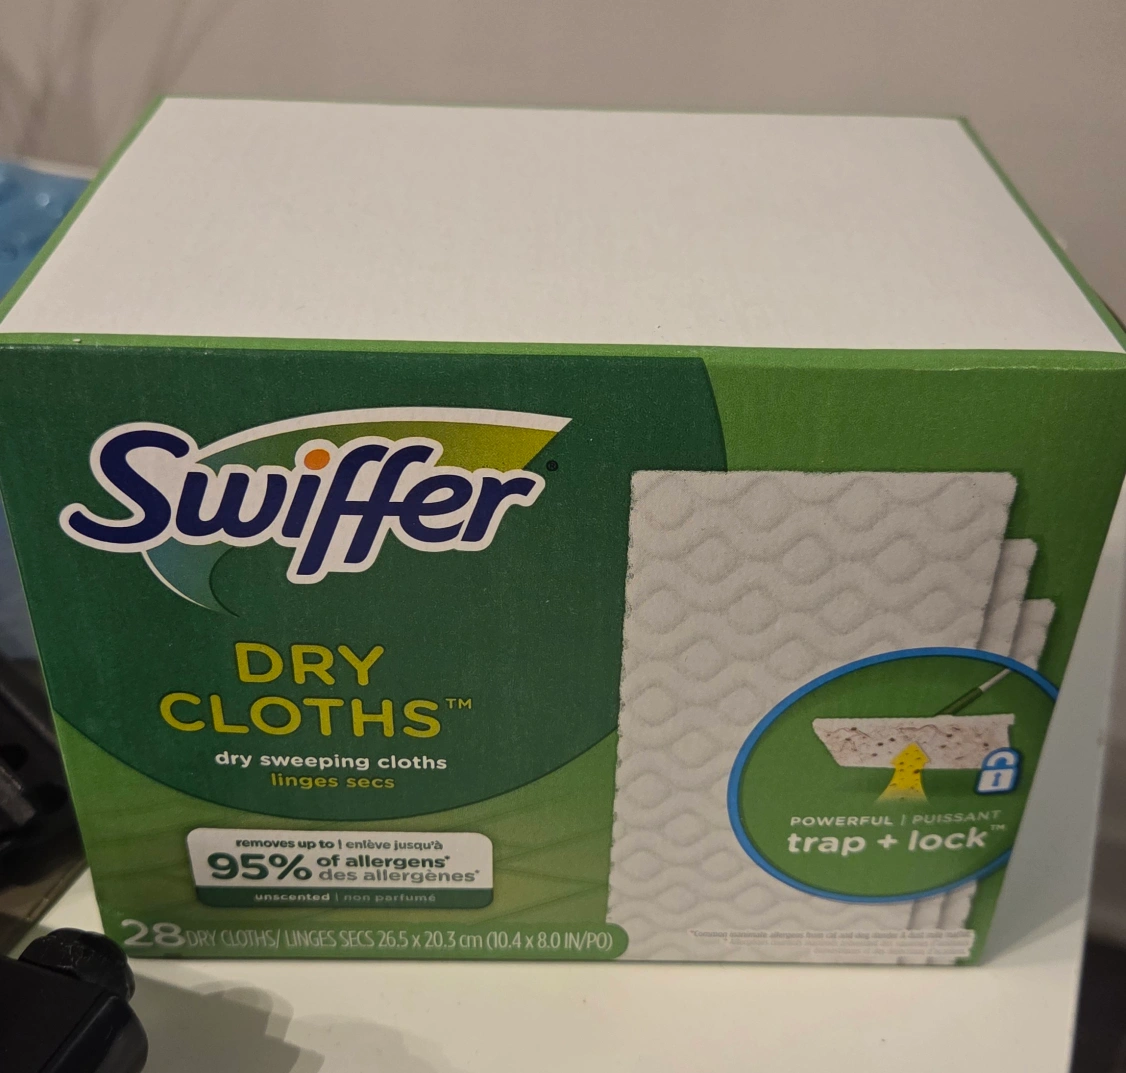 Swiffer®
DRY
CLOTHS™
dry sweeping cloths
linges secs
removes up to | enlève jusqu'à
95% of allergens*
des allergènes*
unscented | non parfumé
28 DRY CLOTHS/ LINGES SECS 26.5 x 20.3 cm (10.4 x 8.0 IN/PO)
POWERFUL | PUISSANT
trap + lock™